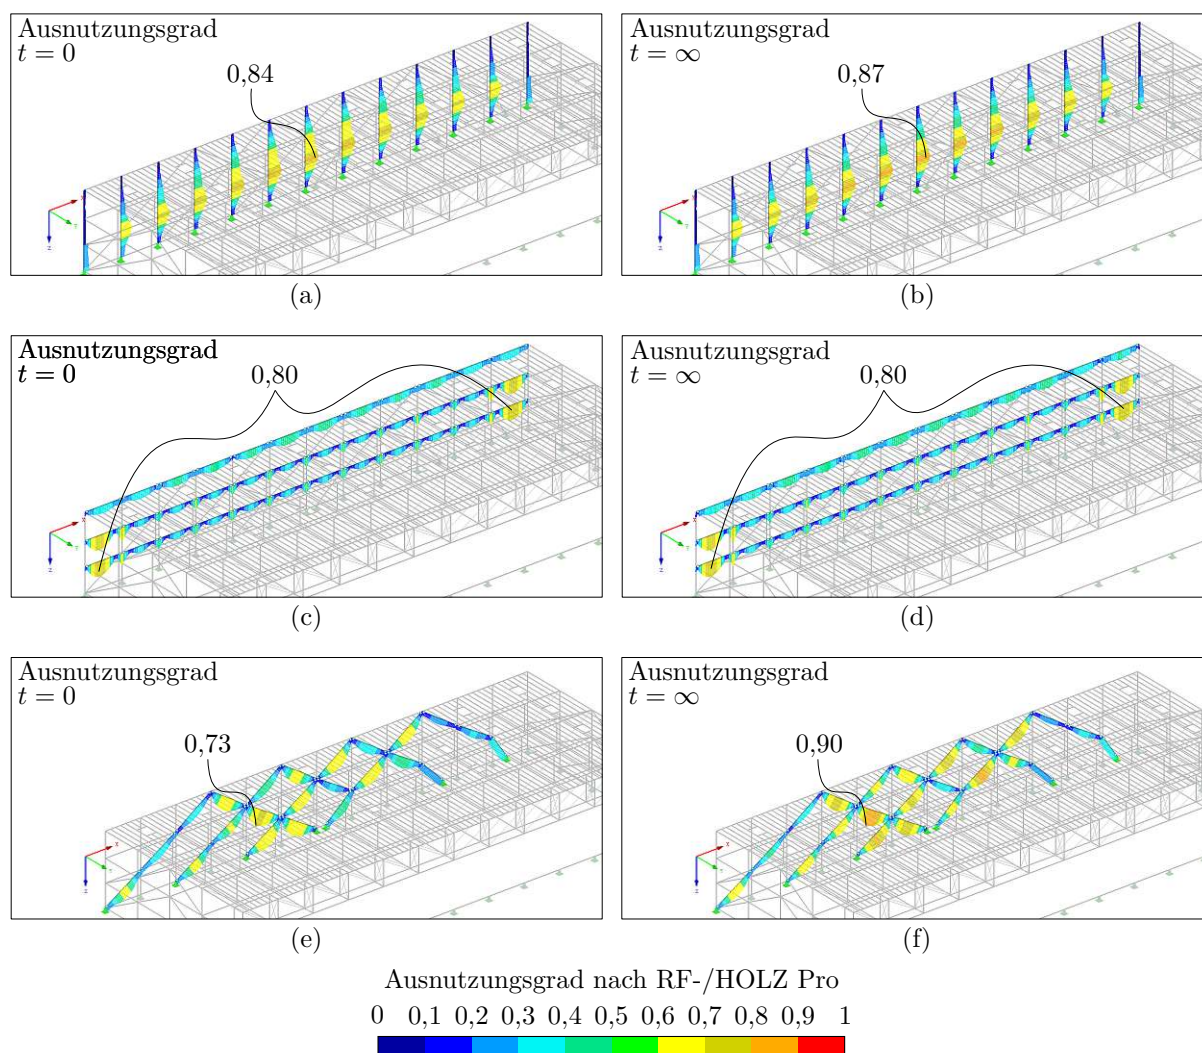 Ausnutzungsgrad
t = 0
0,84
(a)
Ausnutzungsgrad
t = ∞
0,87
(b)
Ausnutzungsgrad
t = 0
0,80
(c)
Ausnutzungsgrad
t = ∞
0,80
(d)
Ausnutzungsgrad
t = 0
0,73
(e)
Ausnutzungsgrad
t = ∞
0,90
(f)
Ausnutzungsgrad nach RF-/HOLZ Pro
0 0,1 0,2 0,3 0,4 0,5 0,6 0,7 0,8 0,9 1